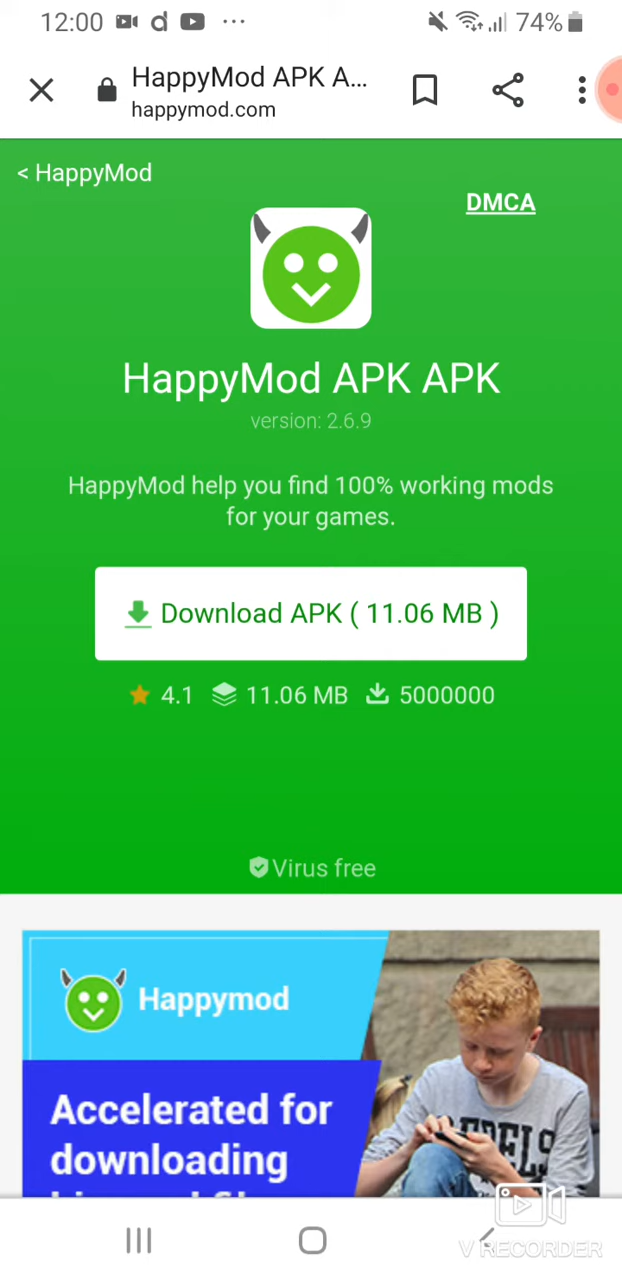 12:00
74%
HappyMod APK A...
happymod.com
< HappyMod
DMCA
HappyMod APK APK
version: 2.6.9
HappyMod help you find 100% working mods
for your games.
Download APK ( 11.06 MB )
4.1 11.06 MB 5000000
Virus free
Happymod
Accelerated for
downloading
REBELS
V RECORDER